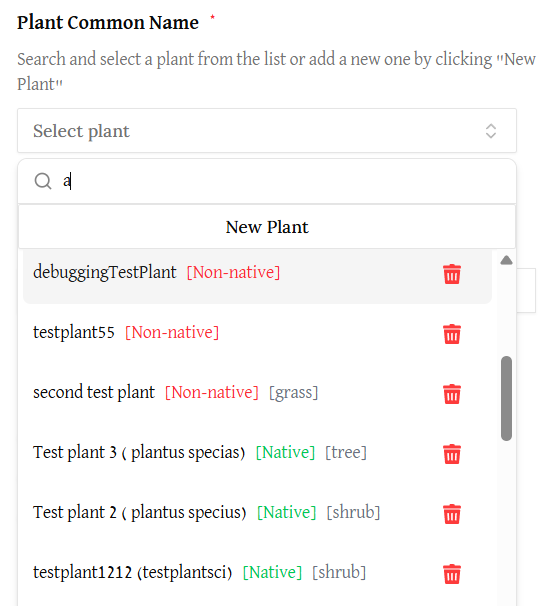 Plant Common Name *
Search and select a plant from the list or add a new one by clicking "New
Plant"
Select plant
a
New Plant
debuggingTestPlant [Non-native]
testplant55 [Non-native]
second test plant [Non-native] [grass]
Test plant 3 ( plantus specias) [Native] [tree]
Test plant 2 ( plantus specius) [Native] [shrub]
testplant1212 (testplantsci) [Native] [shrub]